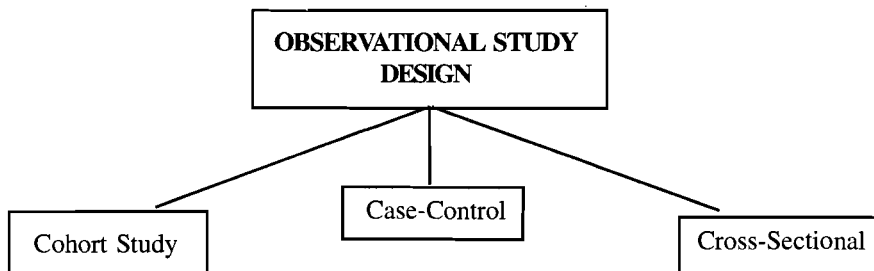 OBSERVATIONAL STUDY
DESIGN
Cohort Study
Case-Control
Cross-Sectional